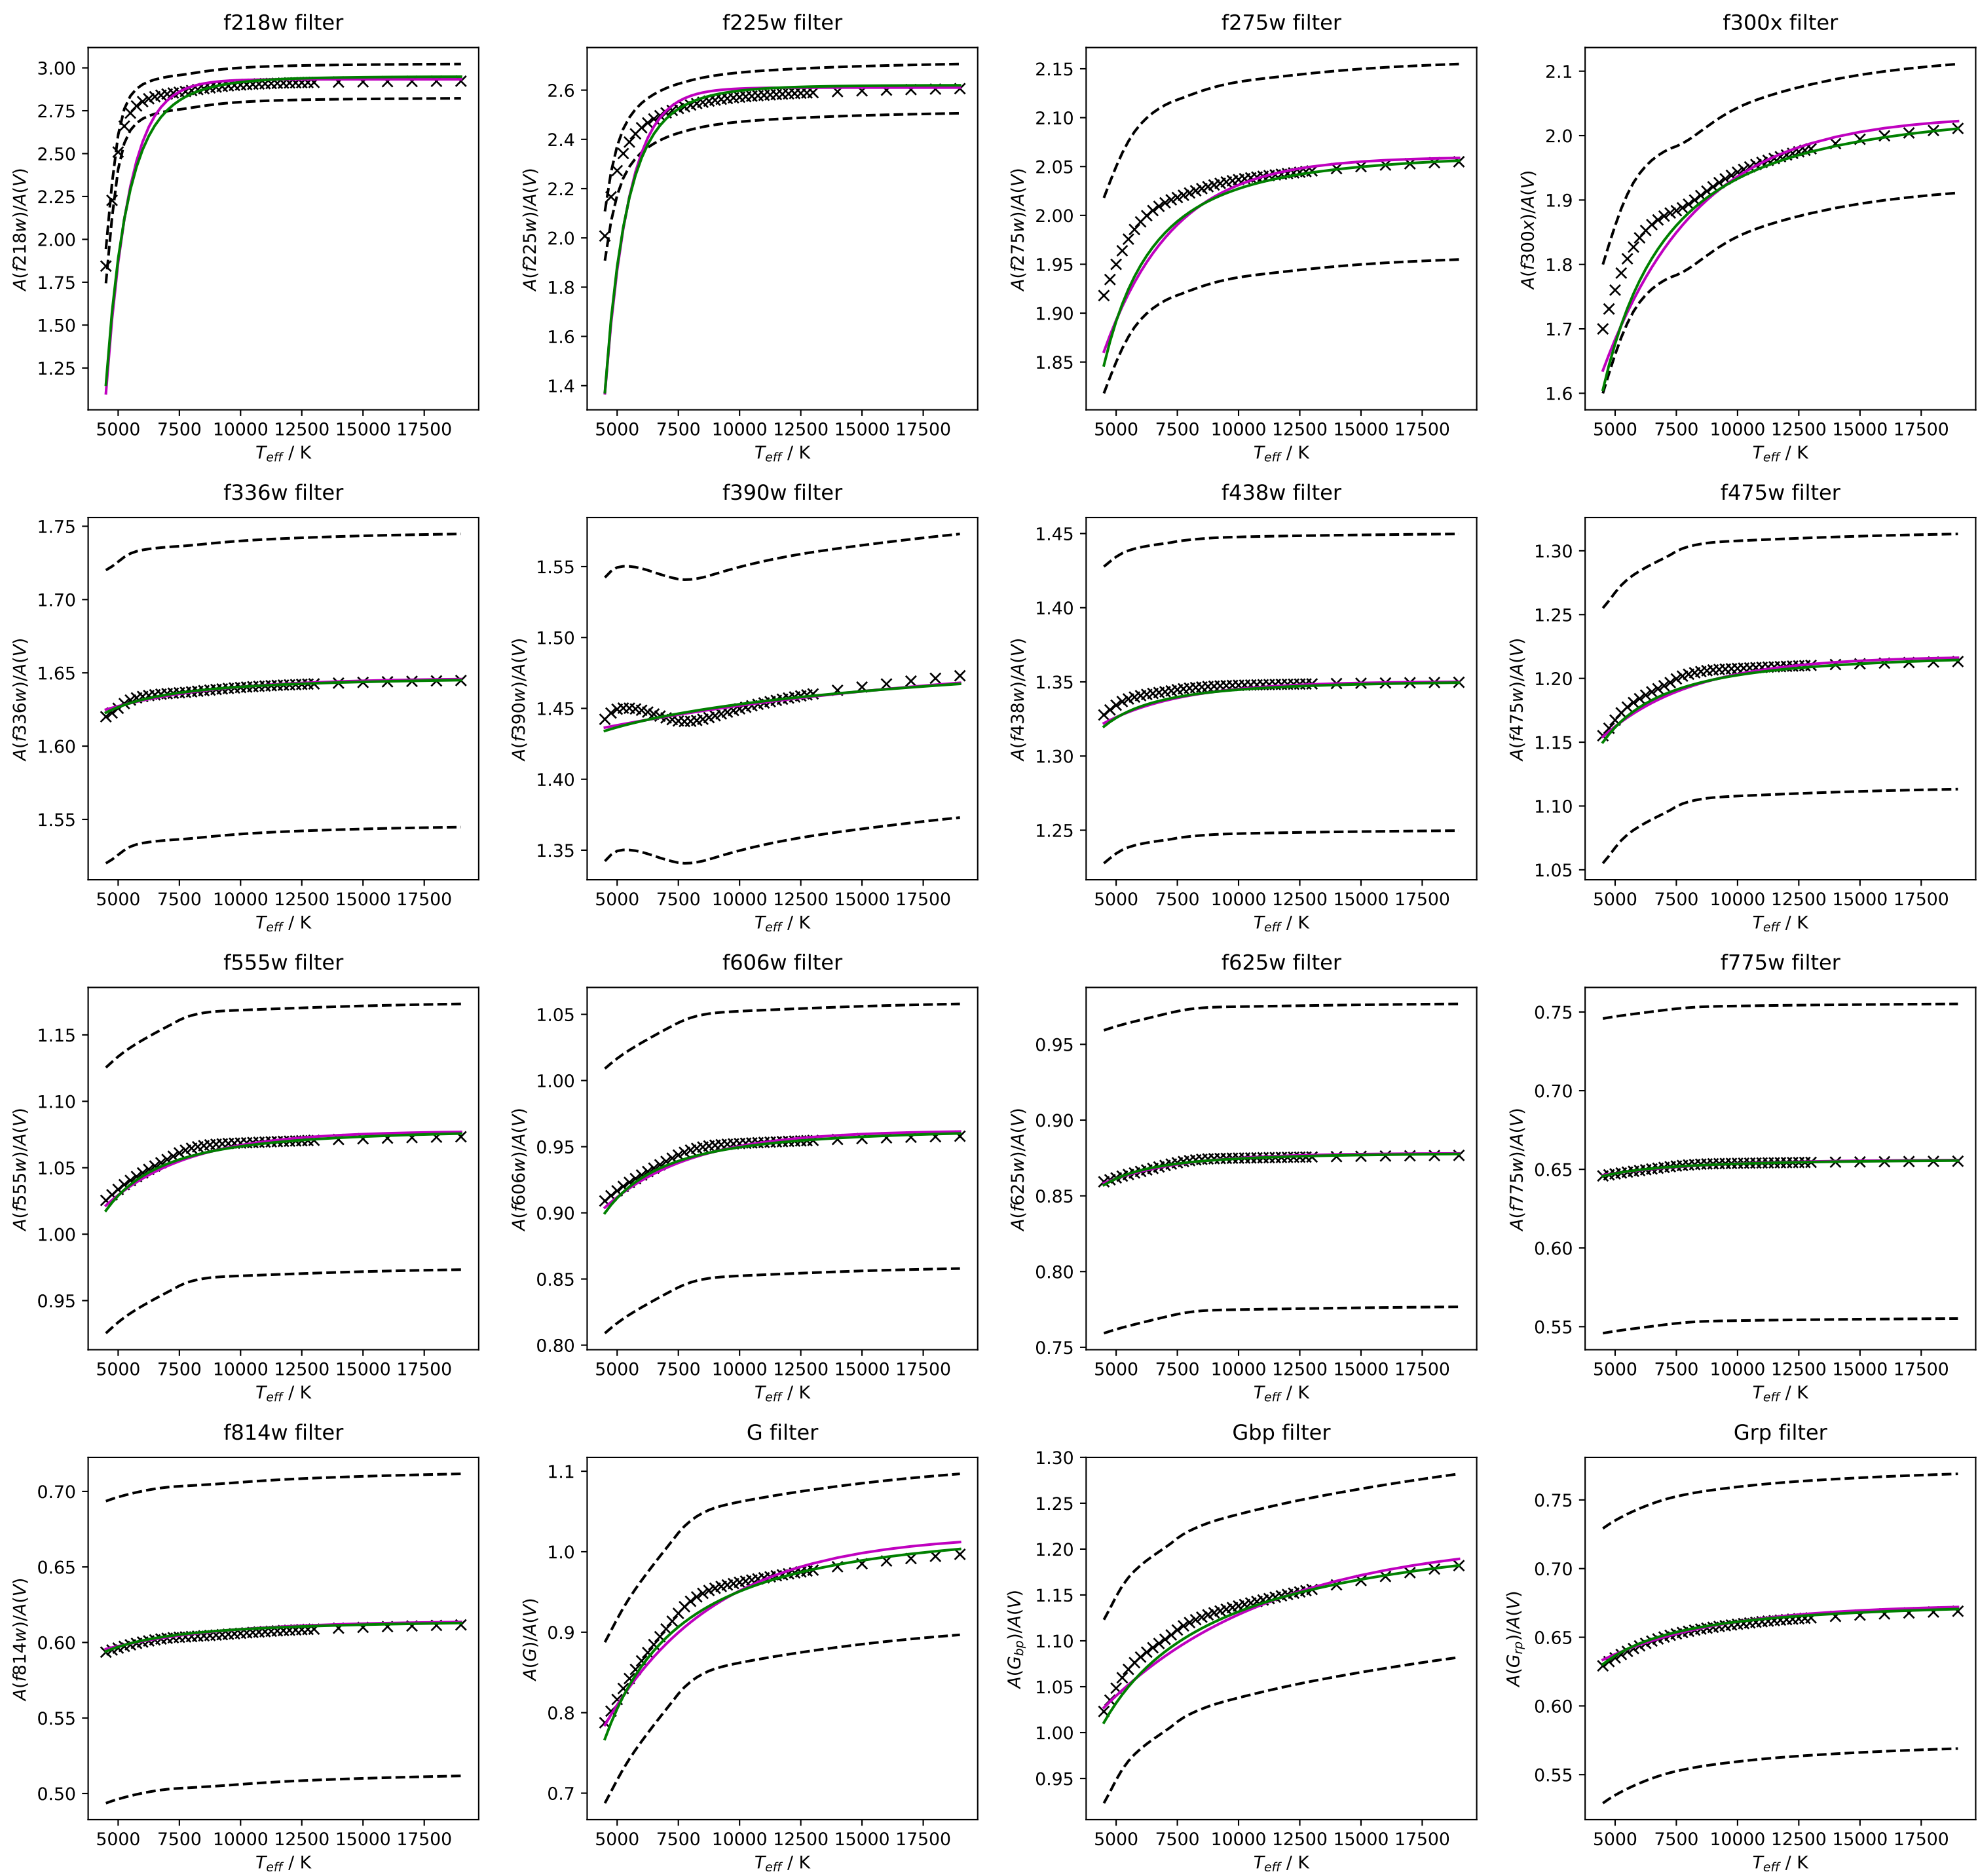 f218w filter
f225w filter
f275w filter
f300x filter
A(f218w)/A(V)
3.00
2.75
2.50
2.25
2.00
1.75
1.50
1.25
5000 7500 10000 12500 15000 17500
T_eff / K
A(f225w)/A(V)
2.6
2.4
2.2
2.0
1.8
1.6
1.4
5000 7500 10000 12500 15000 17500
T_eff / K
A(f275w)/A(V)
2.15
2.10
2.05
2.00
1.95
1.90
1.85
5000 7500 10000 12500 15000 17500
T_eff / K
A(f300x)/A(V)
2.1
2.0
1.9
1.8
1.7
1.6
5000 7500 10000 12500 15000 17500
T_eff / K
f336w filter
f390w filter
f438w filter
f475w filter
A(f336w)/A(V)
1.75
1.70
1.65
1.60
1.55
5000 7500 10000 12500 15000 17500
T_eff / K
A(f390w)/A(V)
1.55
1.50
1.45
1.40
1.35
5000 7500 10000 12500 15000 17500
T_eff / K
A(f438w)/A(V)
1.45
1.40
1.35
1.30
1.25
5000 7500 10000 12500 15000 17500
T_eff / K
A(f475w)/A(V)
1.30
1.25
1.20
1.15
1.10
1.05
5000 7500 10000 12500 15000 17500
T_eff / K
f555w filter
f606w filter
f625w filter
f775w filter
A(f555w)/A(V)
1.15
1.10
1.05
1.00
0.95
5000 7500 10000 12500 15000 17500
T_eff / K
A(f606w)/A(V)
1.05
1.00
0.95
0.90
0.85
0.80
5000 7500 10000 12500 15000 17500
T_eff / K
A(f625w)/A(V)
0.95
0.90
0.85
0.80
0.75
5000 7500 10000 12500 15000 17500
T_eff / K
A(f775w)/A(V)
0.75
0.70
0.65
0.60
0.55
5000 7500 10000 12500 15000 17500
T_eff / K
f814w filter
G filter
Gbp filter
Grp filter
A(f814w)/A(V)
0.70
0.65
0.60
0.55
0.50
5000 7500 10000 12500 15000 17500
T_eff / K
A(G)/A(V)
1.1
1.0
0.9
0.8
0.7
5000 7500 10000 12500 15000 17500
T_eff / K
A(G_bp)/A(V)
1.30
1.25
1.20
1.15
1.10
1.05
1.00
0.95
5000 7500 10000 12500 15000 17500
T_eff / K
A(G_rp)/A(V)
0.75
0.70
0.65
0.60
0.55
5000 7500 10000 12500 15000 17500
T_eff / K